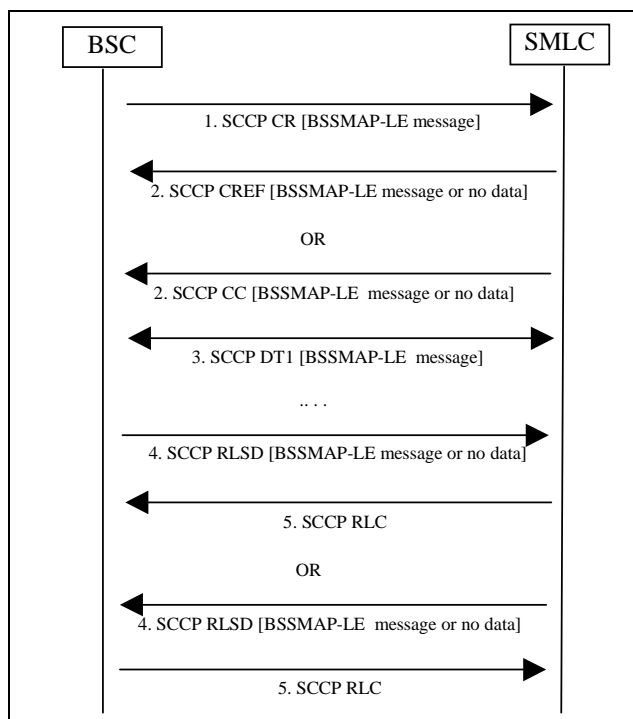 BSC
SMLC
1. SCCP CR [BSSMAP-LE message]
2. SCCP CREF [BSSMAP-LE message or no data]
OR
2. SCCP CC [BSSMAP-LE message or no data]
3. SCCP DT1 [BSSMAP-LE message]
.. . .
4. SCCP RLSD [BSSMAP-LE message or no data]
5. SCCP RLC
OR
4. SCCP RLSD [BSSMAP-LE message or no data]
5. SCCP RLC